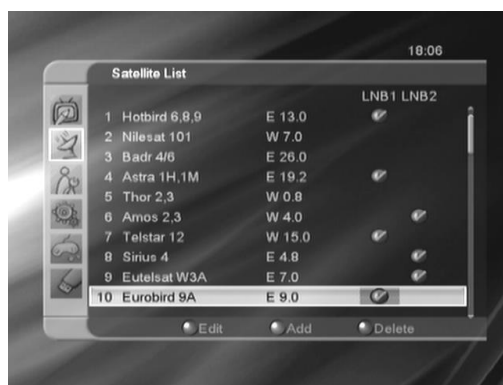 18:06
Satellite List
LNB1 LNB2
1 Hotbird 6,8,9 E 13.0
2 Nilesat 101 W 7.0
3 Badr 4/6 E 26.0
4 Astra 1H,1M E 19.2
5 Thor 2,3 W 0.8
6 Amos 2,3 W 4.0
7 Telstar 12 W 15.0
8 Sirius 4 E 4.8
9 Eutelsat W3A E 7.0
10 Eurobird 9A E 9.0
Edit Add Delete